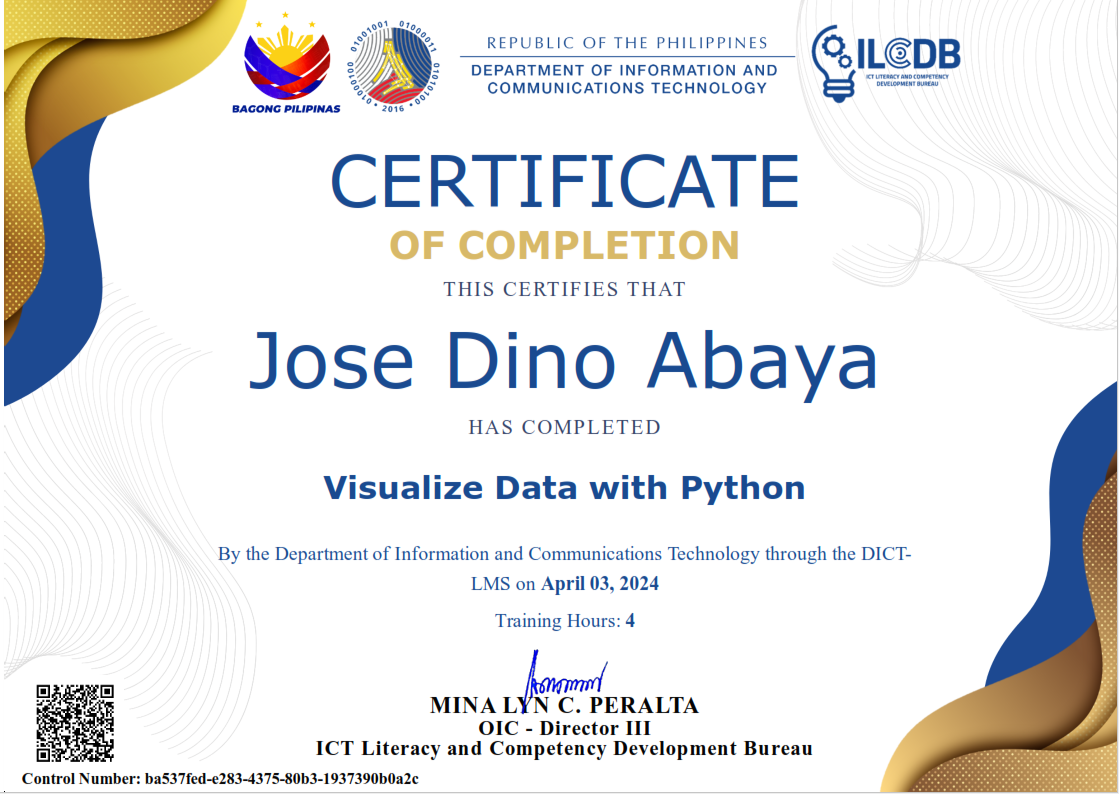 BAGONG PILIPINAS
01001001 01000011 01010100 • 2016 • 00100010
REPUBLIC OF THE PHILIPPINES
DEPARTMENT OF INFORMATION AND
COMMUNICATIONS TECHNOLOGY
ILCDB
ICT LITERACY AND COMPETENCY
DEVELOPMENT BUREAU
CERTIFICATE
OF COMPLETION
THIS CERTIFIES THAT
Jose Dino Abaya
HAS COMPLETED
Visualize Data with Python
By the Department of Information and Communications Technology through the DICT-
LMS on April 03, 2024
Training Hours: 4
MINA LYN C. PERALTA
OIC - Director III
ICT Literacy and Competency Development Bureau
Control Number: ba537fed-e283-4375-80b3-1937390b0a2c